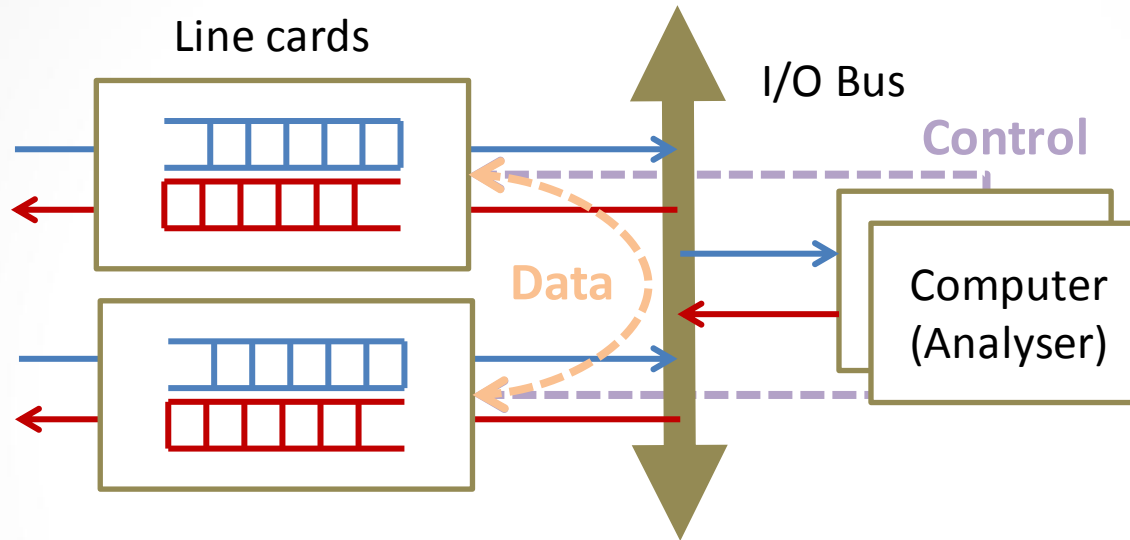 Line cards
I/O Bus
Control
Data
Computer
(Analyser)